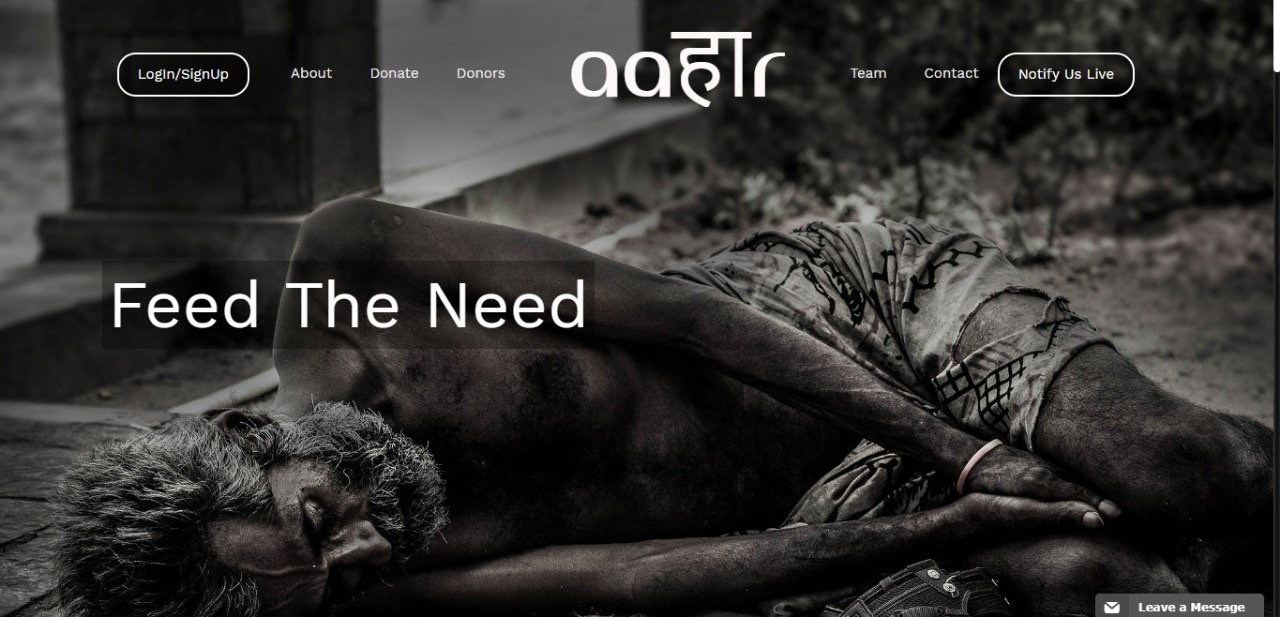 LogIn/SignUp About Donate Donors aaहाr Team Contact Notify Us Live
Feed The Need
Leave a Message